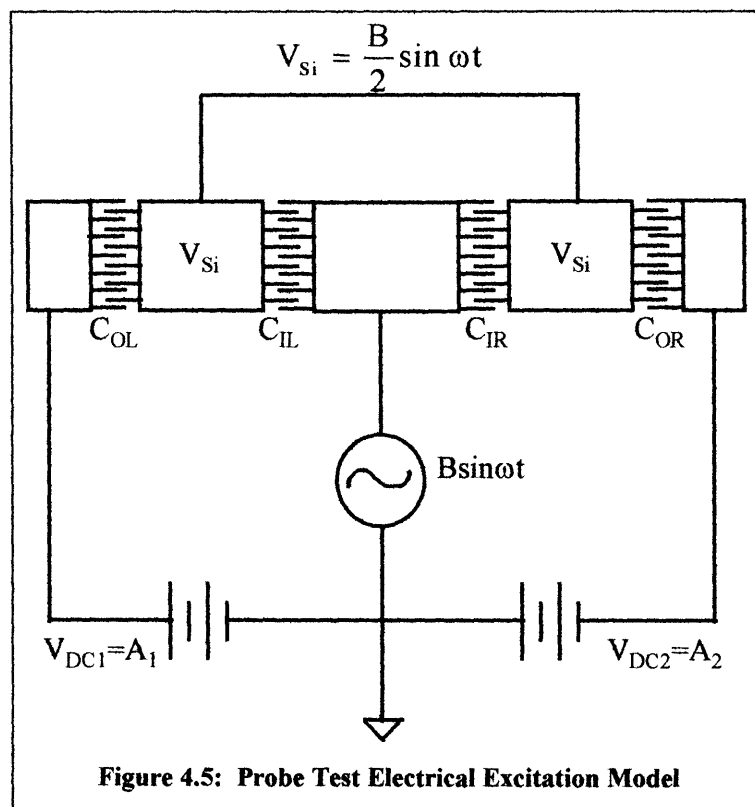 V_Si = B/2 sin ωt
V_Si V_Si
C_OL C_IL C_IR C_OR
Bsinωt
V_DC1=A_1 V_DC2=A_2
Figure 4.5: Probe Test Electrical Excitation Model